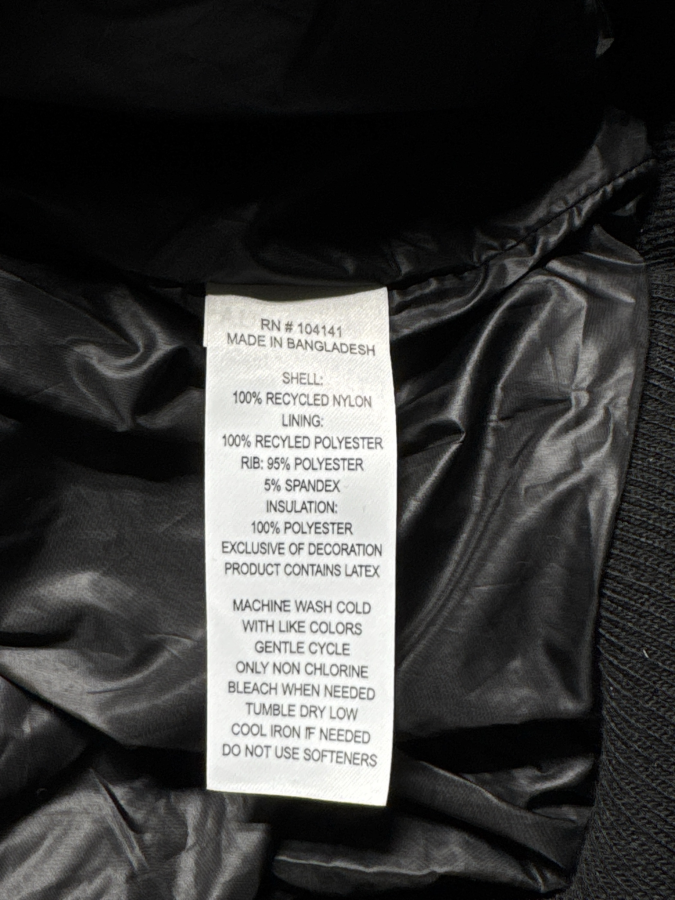 RN # 104141
MADE IN BANGLADESH
SHELL:
100% RECYCLED NYLON
LINING:
100% RECYLED POLYESTER
RIB: 95% POLYESTER
5% SPANDEX
INSULATION:
100% POLYESTER
EXCLUSIVE OF DECORATION
PRODUCT CONTAINS LATEX
MACHINE WASH COLD
WITH LIKE COLORS
GENTLE CYCLE
ONLY NON CHLORINE
BLEACH WHEN NEEDED
TUMBLE DRY LOW
COOL IRON IF NEEDED
DO NOT USE SOFTENERS